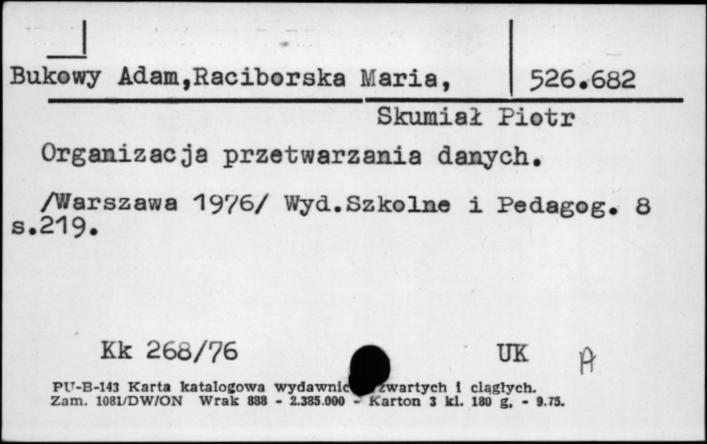 Bukowy Adam,Raciborska Maria, 526.682
Skumiał Piotr
Organizacja przetwarzania danych.
/Warszawa 1976/ Wyd.Szkolne i Pedagog. 8
s.219.
Kk 268/76 UK A
PU-B-143 Karta katalogowa wydawnic zwartych i ciągłych.
Zam. 1081/DW/ON Wrak 888 - 2.385.000 - Karton 3 kl. 180 g, - 9.75.